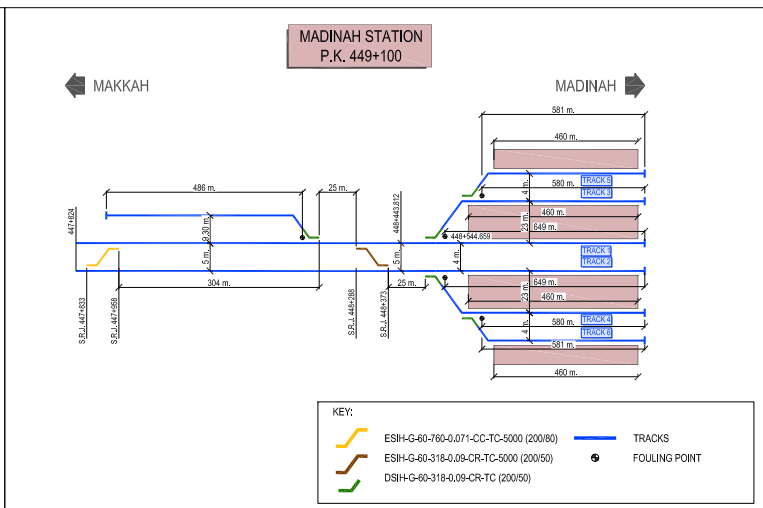 MADINAH STATION
P.K. 449+100
MAKKAH
MADINAH
581 m.
460 m.
486 m.
25 m.
447+624
448+443.812
9,30 m.
5 m.
5 m.
4 m.
TRACK 5
580 m.
TRACK 3
4 m.
460 m.
23 m.
649 m.
448+544.659
TRACK 1
TRACK 2
4 m.
304 m.
25 m.
649 m.
23 m.
460 m.
TRACK 4
580 m.
TRACK 6
4 m.
581 m.
460 m.
S.R.J. 447+833
S.R.J. 447+958
S.R.J. 448+288
S.R.J. 448+373
KEY:
ESIH-G-60-760-0.071-CC-TC-5000 (200/80)
TRACKS
ESIH-G-60-318-0.09-CR-TC-5000 (200/50)
FOULING POINT
DSIH-G-60-318-0.09-CR-TC (200/50)